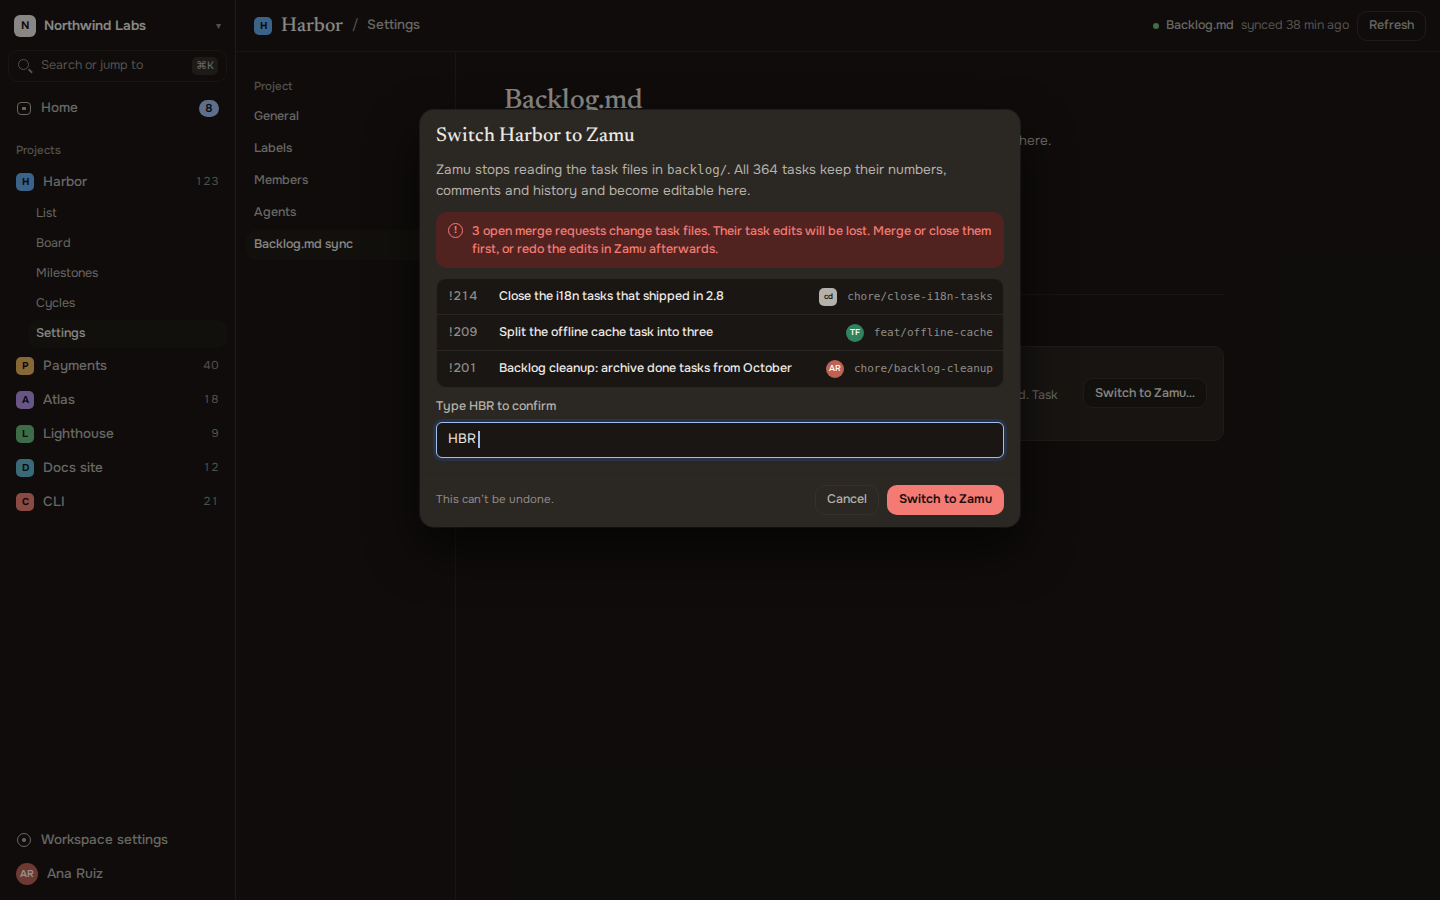 N Northwind Labs
Search or jump to ⌘K
Home 8
Projects
H Harbor 123
List
Board
Milestones
Cycles
Settings
P Payments 40
A Atlas 18
L Lighthouse 9
D Docs site 12
C CLI 21
Workspace settings
AR Ana Ruiz
H Harbor / Settings
Backlog.md synced 38 min ago Refresh
Project
General
Labels
Members
Agents
Backlog.md sync
Backlog.md
here.
d. Task
Switch to Zamu...
Switch Harbor to Zamu
Zamu stops reading the task files in backlog/. All 364 tasks keep their numbers,
comments and history and become editable here.
3 open merge requests change task files. Their task edits will be lost. Merge or close them
first, or redo the edits in Zamu afterwards.
!214 Close the i18n tasks that shipped in 2.8 cd chore/close-i18n-tasks
!209 Split the offline cache task into three TF feat/offline-cache
!201 Backlog cleanup: archive done tasks from October AR chore/backlog-cleanup
Type HBR to confirm
HBR
This can't be undone.
Cancel
Switch to Zamu